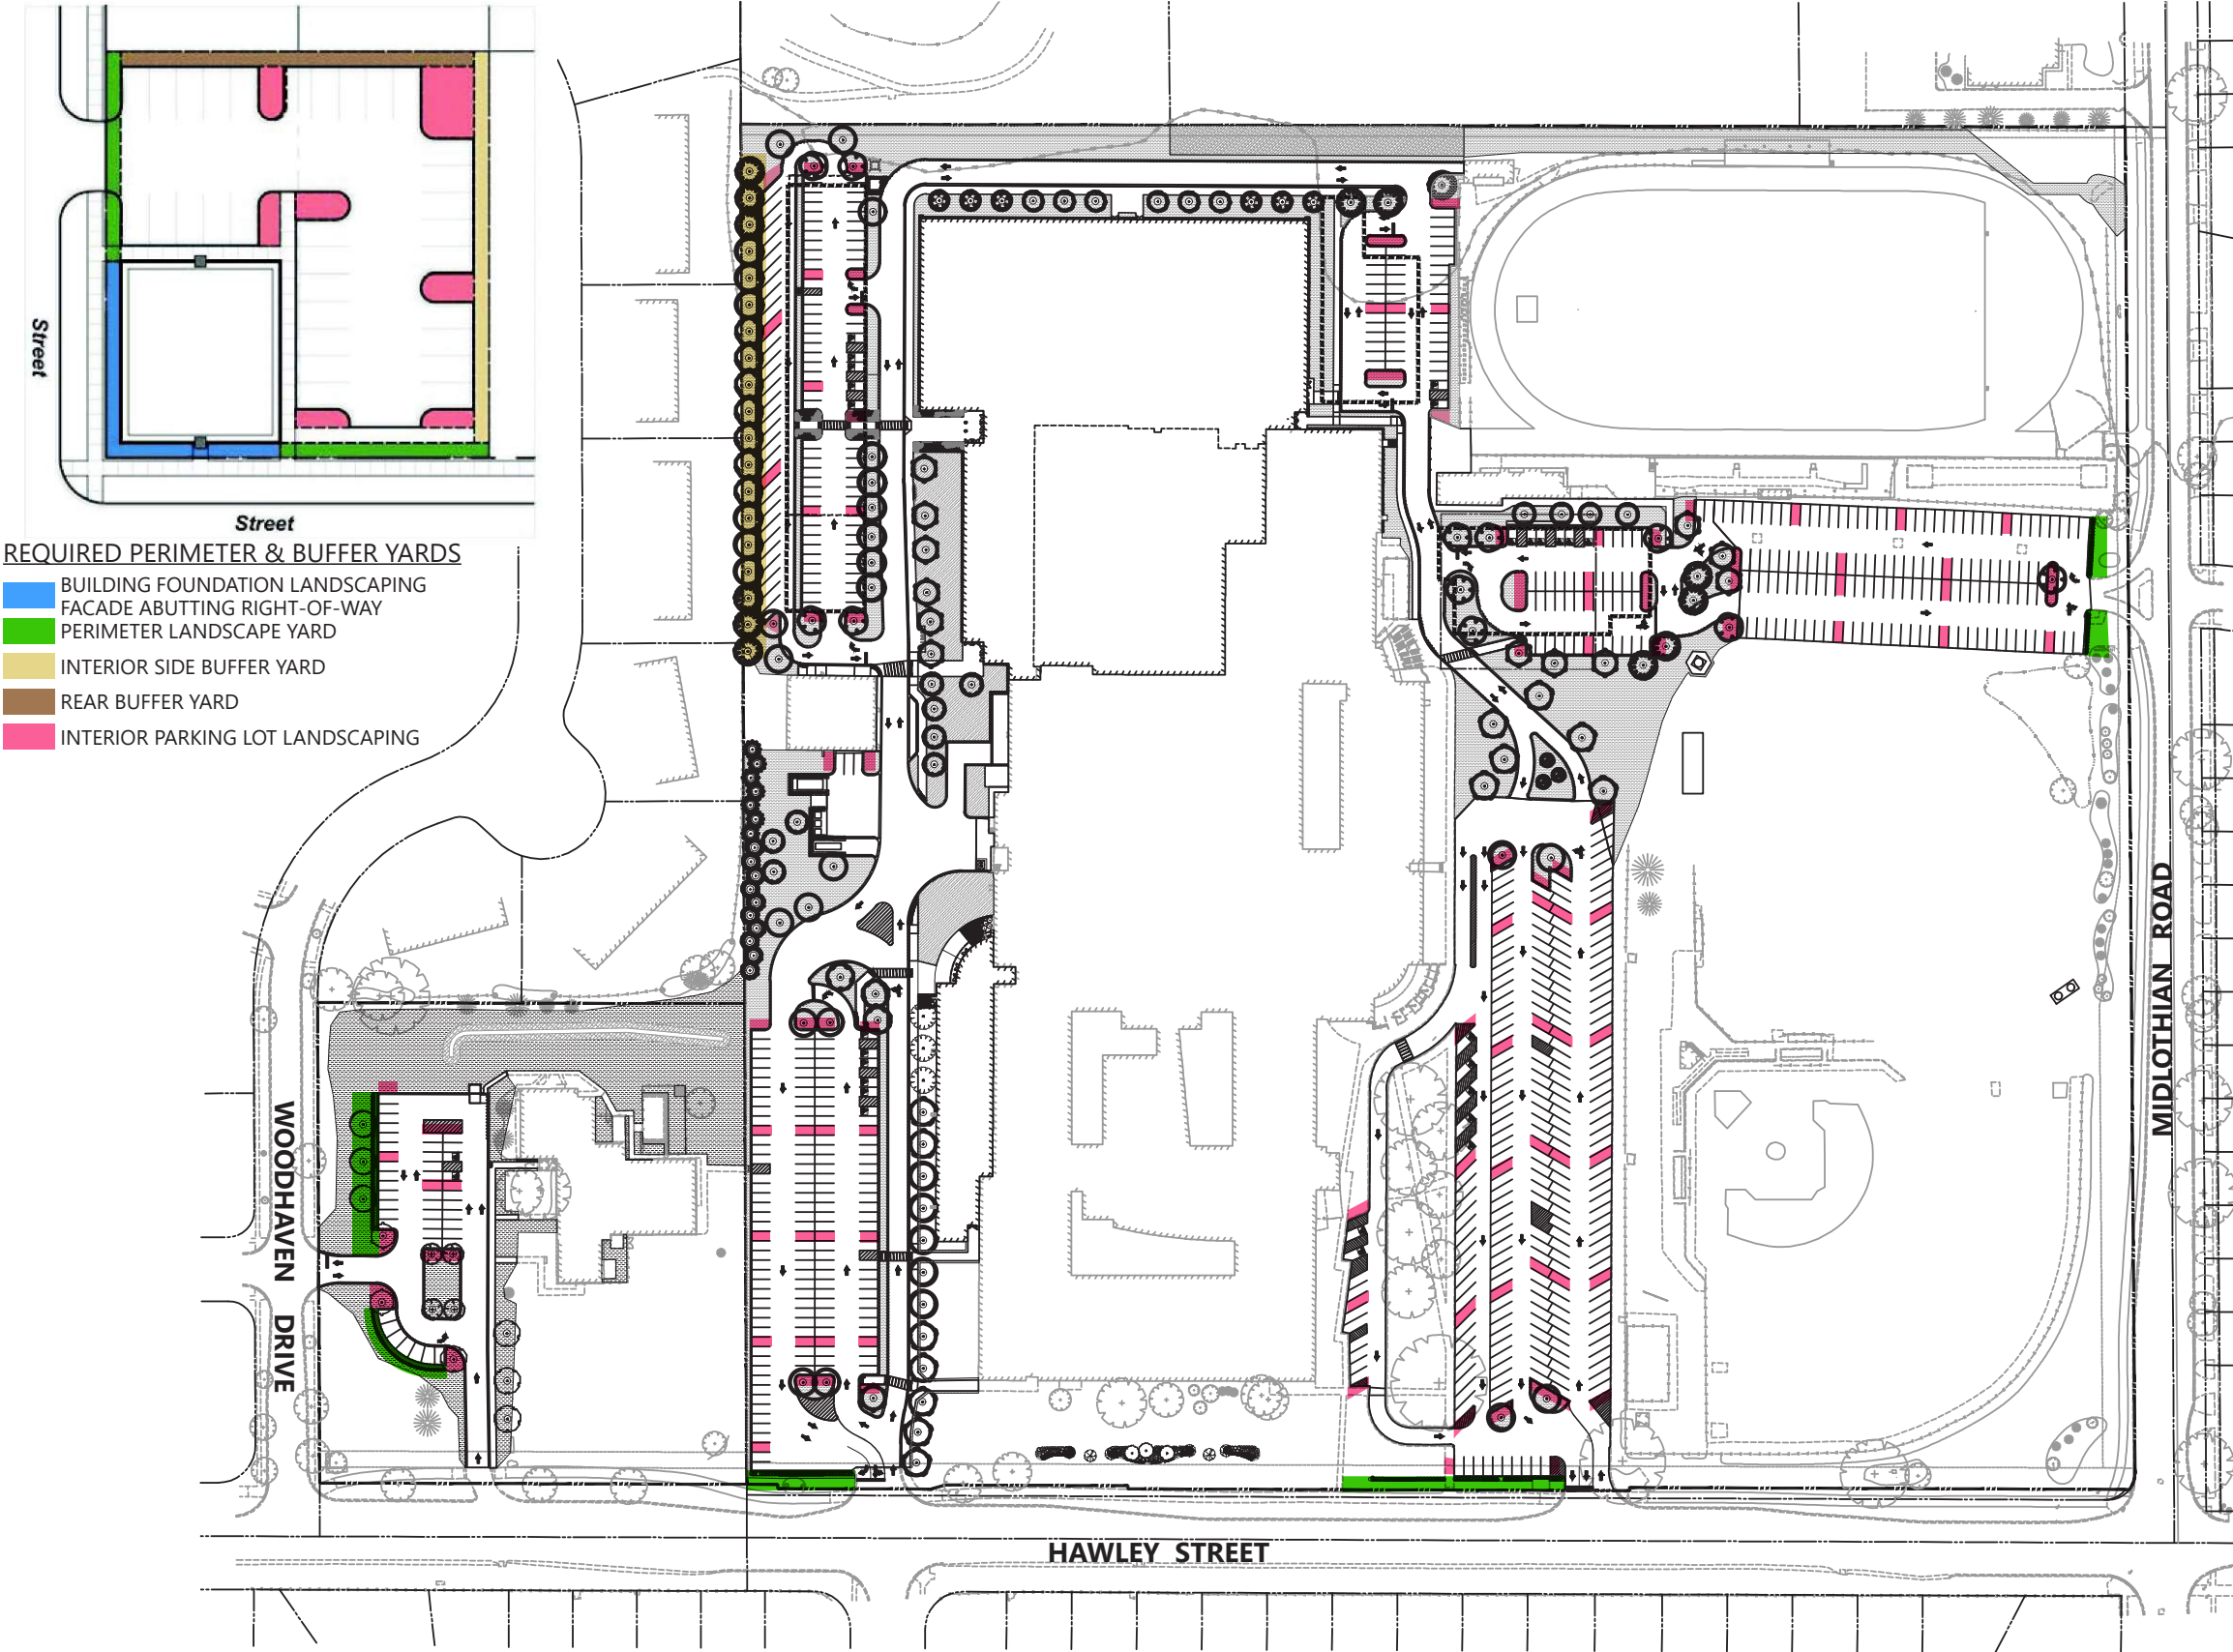 Street
Street
REQUIRED PERIMETER & BUFFER YARDS
BUILDING FOUNDATION LANDSCAPING
FACADE ABUTTING RIGHT-OF-WAY
PERIMETER LANDSCAPE YARD
INTERIOR SIDE BUFFER YARD
REAR BUFFER YARD
INTERIOR PARKING LOT LANDSCAPING
WOODHAVEN DRIVE
MIDLOTHIAN ROAD
HAWLEY STREET